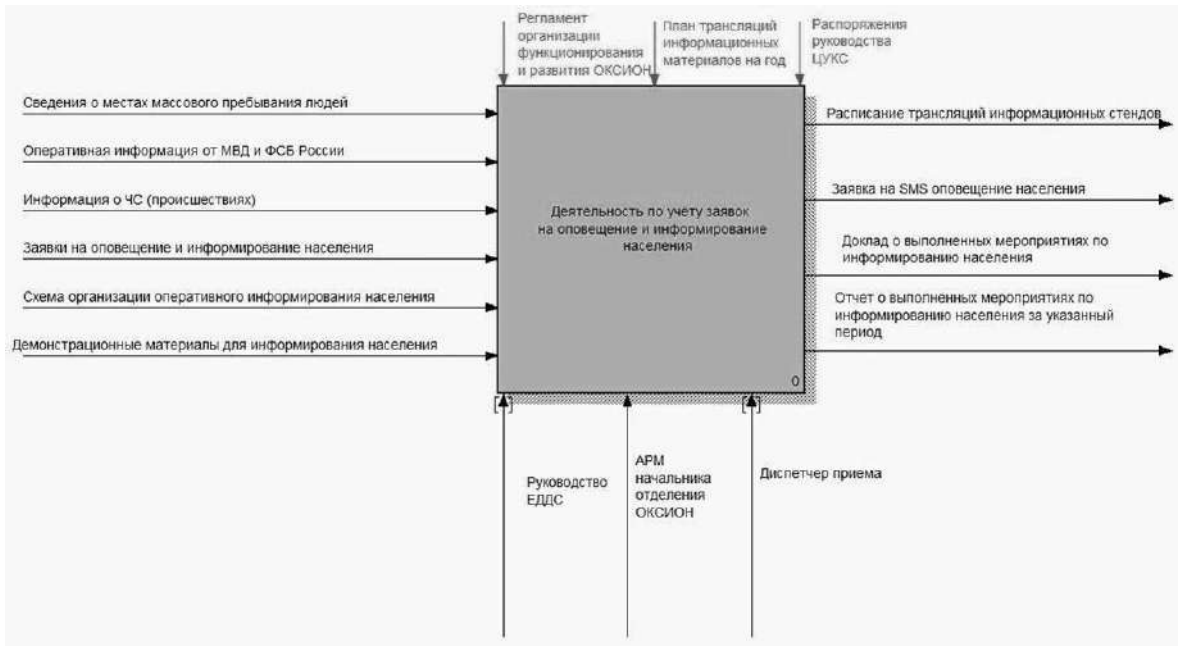 Регламент
организации
функционирования
и развития ОКСИОН
План трансляций
информационных
материалов на год
Распоряжения
руководства
ЦУКС
Сведения о местах массового пребывания людей
Оперативная информация от МВД и ФСБ России
Информация о ЧС (происшествиях)
Заявки на оповещение и информирование населения
Схема организации оперативного информирования населения
Демонстрационные материалы для информирования населения
Деятельность по учету заявок
на оповещение и информирование
населения
0
Расписание трансляций информационных стендов
Заявка на SMS оповещение населения
Доклад о выполненных мероприятиях по
информированию населения
Отчет о выполненных мероприятиях по
информированию населения за указанный
период
Руководство
ЕДДС
АРМ
начальника
отделения
ОКСИОН
Диспетчер приема